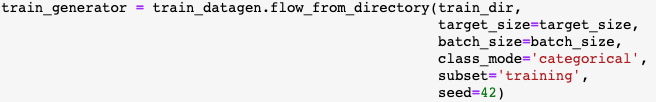 train_generator = train_datagen.flow_from_directory(train_dir,
target_size=target_size,
batch_size=batch_size,
class_mode='categorical',
subset='training',
seed=42)